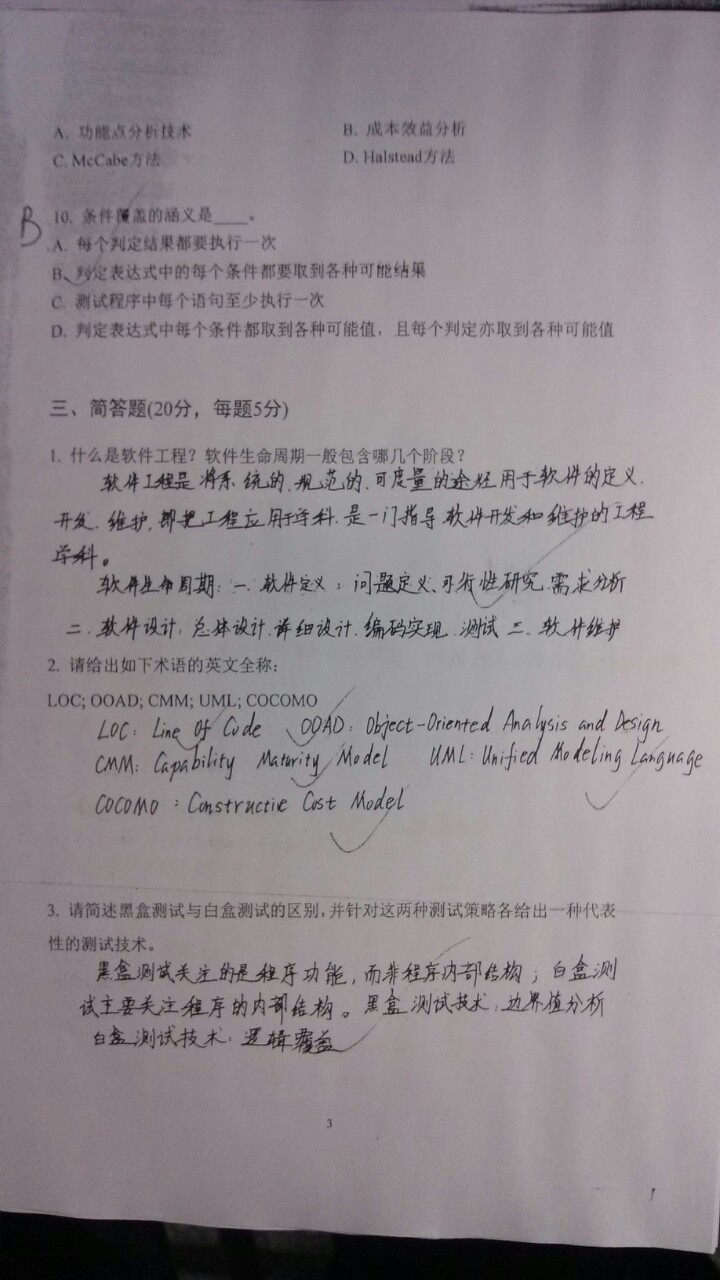 A. 功能点分析技术 B. 成本效益分析
C. McCabe方法 D. Halstead方法
B 10. 条件覆盖的涵义是____。
A. 每个判定结果都要执行一次
B. 判定表达式中的每个条件都要取到各种可能结果
C. 测试程序中每个语句至少执行一次
D. 判定表达式中每个条件都取到各种可能值，且每个判定亦取到各种可能值
三、简答题(20分，每题5分)
1. 什么是软件工程？软件生命周期一般包含哪几个阶段？
软件工程是将系统的、规范的、可度量的途径用于软件的定义、
开发、维护，即把工程应用于学科，是一门指导软件开发和维护的工程
学科。
软件生命周期：一、软件定义：问题定义、可行性研究、需求分析
二、软件设计：总体设计、详细设计、编码实现、测试 三、软件维护
2. 请给出如下术语的英文全称：
LOC; OOAD; CMM; UML; COCOMO
LOC: Line Of Code OOAD: Object-Oriented Analysis and Design
CMM: Capability Maturity Model UML: Unified Modeling Language
COCOMO: Constructie Cost Model
3. 请简述黑盒测试与白盒测试的区别，并针对这两种测试策略各给出一种代表
性的测试技术。
黑盒测试关注的是程序功能，而非程序内部结构；白盒测
试主要关注程序的内部结构。黑盒测试技术：边界值分析
白盒测试技术：逻辑覆盖
3